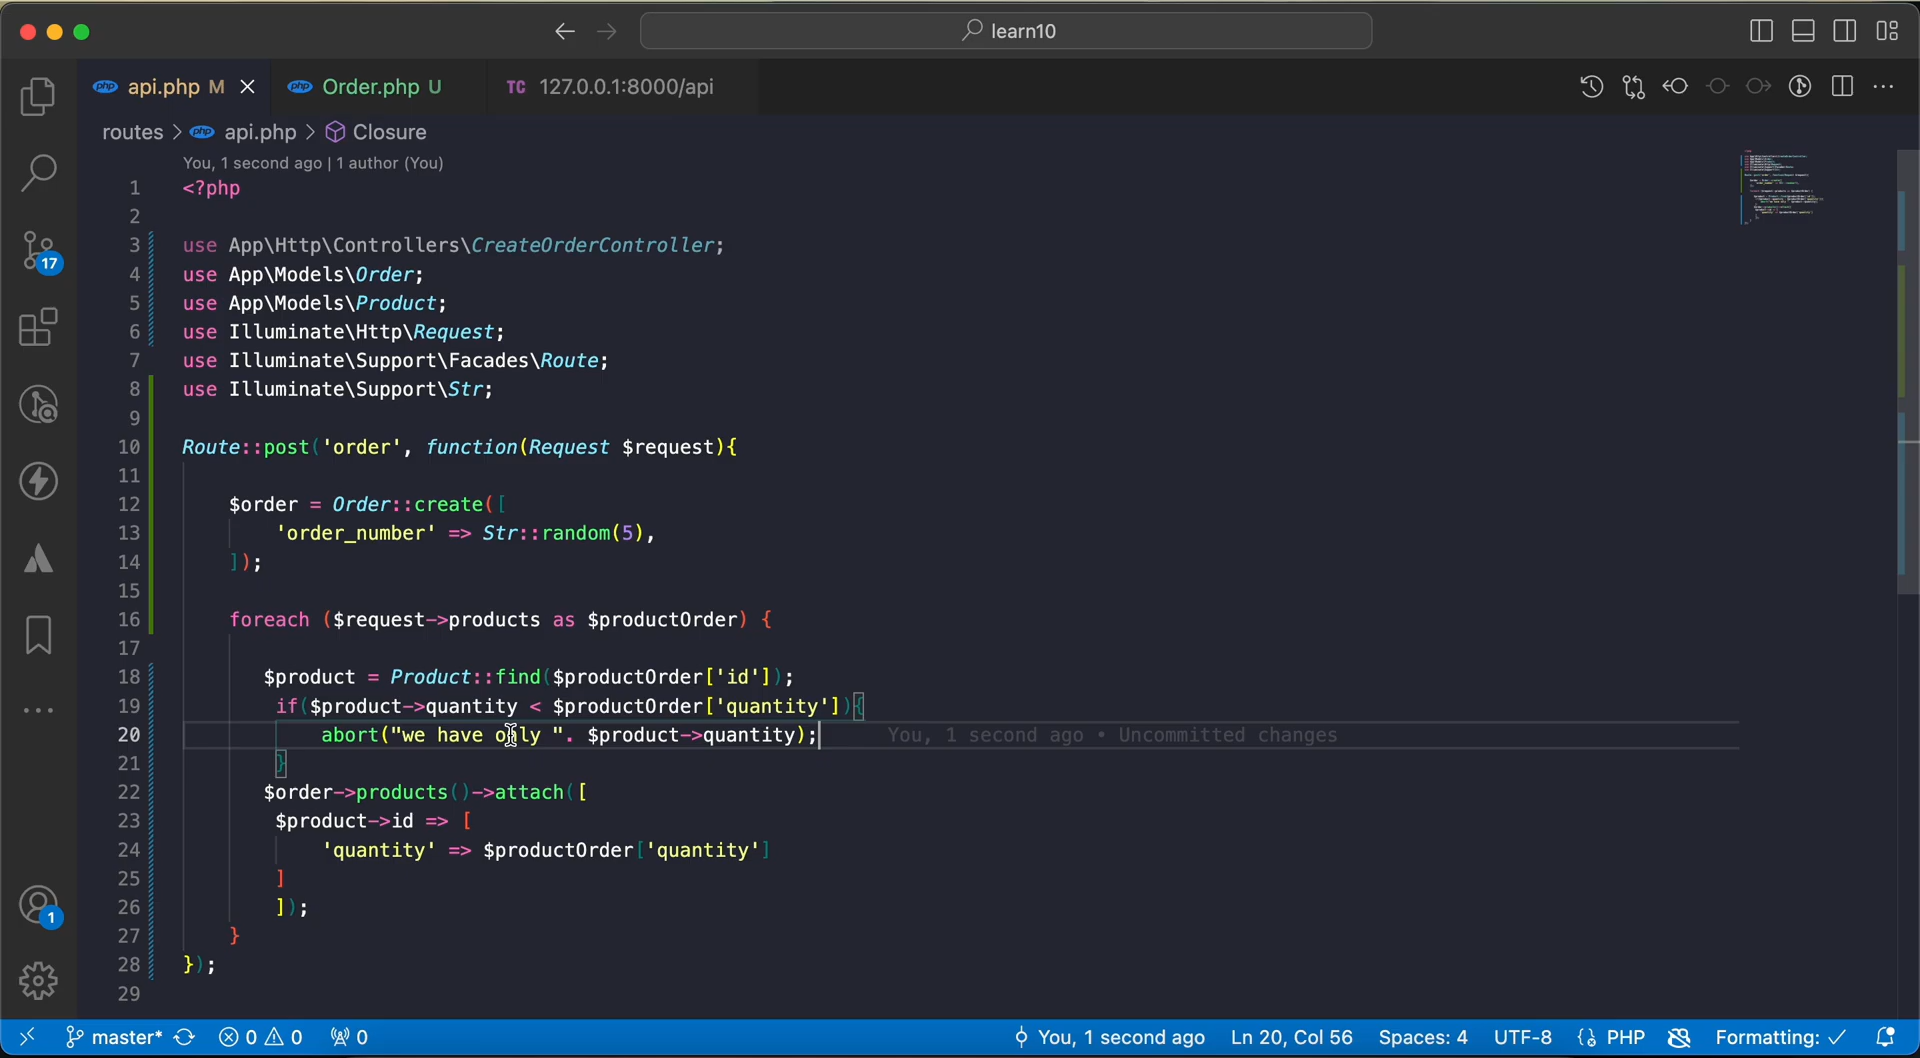 learn10
api.php M
Order.php U
TC 127.0.0.1:8000/api
routes > api.php > Closure
You, 1 second ago | 1 author (You)
1 <?php
2
3 use App\Http\Controllers\CreateOrderController;
4 use App\Models\Order;
5 use App\Models\Product;
6 use Illuminate\Http\Request;
7 use Illuminate\Support\Facades\Route;
8 use Illuminate\Support\Str;
9
10 Route::post('order', function(Request $request){
11
12 $order = Order::create([
13 'order_number' => Str::random(5),
14 ]);
15
16 foreach ($request->products as $productOrder) {
17
18 $product = Product::find($productOrder['id']);
19 if($product->quantity < $productOrder['quantity']){
20 abort("we have only ". $product->quantity); You, 1 second ago • Uncommitted changes
21 }
22 $order->products()->attach([
23 $product->id => [
24 'quantity' => $productOrder['quantity']
25 ]
26 ]);
27 }
28 });
29
17
1
master* 0 0 0 You, 1 second ago Ln 20, Col 56 Spaces: 4 UTF-8 PHP Formatting: ✓